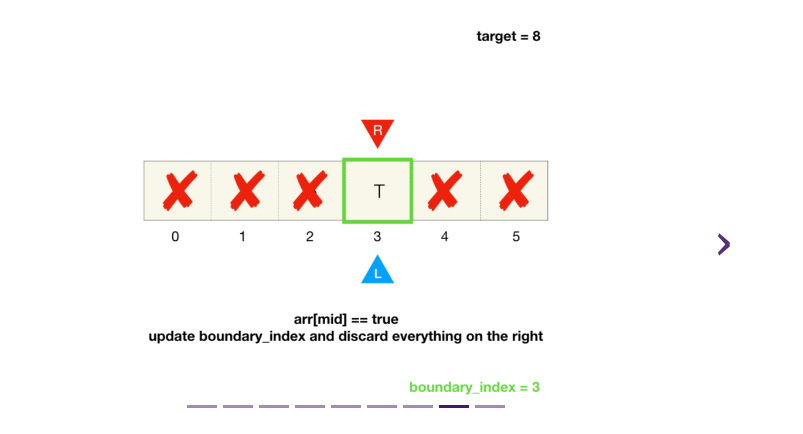 target = 8
R
T
0 1 2 3 4 5
L
arr[mid] == true
update boundary_index and discard everything on the right
boundary_index = 3